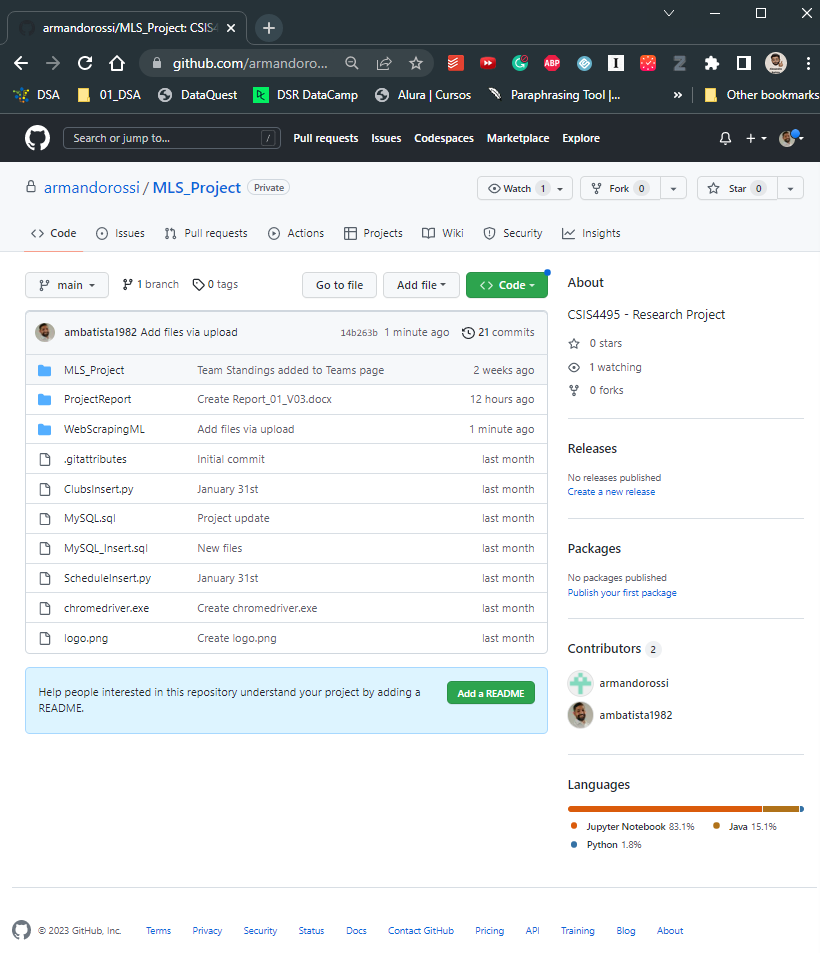 armandorossi/MLS_Project: CSIS4
github.com/armandoro...
ABP
DSA 01_DSA DataQuest DSR DataCamp Alura | Cursos Paraphrasing Tool |... » Other bookmarks
Search or jump to... / Pull requests Issues Codespaces Marketplace Explore
armandorossi / MLS_Project Private Watch 1 Fork 0 Star 0
Code Issues Pull requests Actions Projects Wiki Security Insights
main 1 branch 0 tags Go to file Add file Code
ambatista1982 Add files via upload 14b263b 1 minute ago 21 commits
MLS_Project Team Standings added to Teams page 2 weeks ago
ProjectReport Create Report_01_V03.docx 12 hours ago
WebScrapingML Add files via upload 1 minute ago
.gitattributes Initial commit last month
ClubsInsert.py January 31st last month
MySQL.sql Project update last month
MySQL_Insert.sql New files last month
ScheduleInsert.py January 31st last month
chromedriver.exe Create chromedriver.exe last month
logo.png Create logo.png last month
Help people interested in this repository understand your project by adding a
README.
Add a README
About
CSIS4495 - Research Project
0 stars
1 watching
0 forks
Releases
No releases published
Create a new release
Packages
No packages published
Publish your first package
Contributors 2
armandorossi
ambatista1982
Languages
Jupyter Notebook 83.1% Java 15.1%
Python 1.8%
© 2023 GitHub, Inc. Terms Privacy Security Status Docs Contact GitHub Pricing API Training Blog About